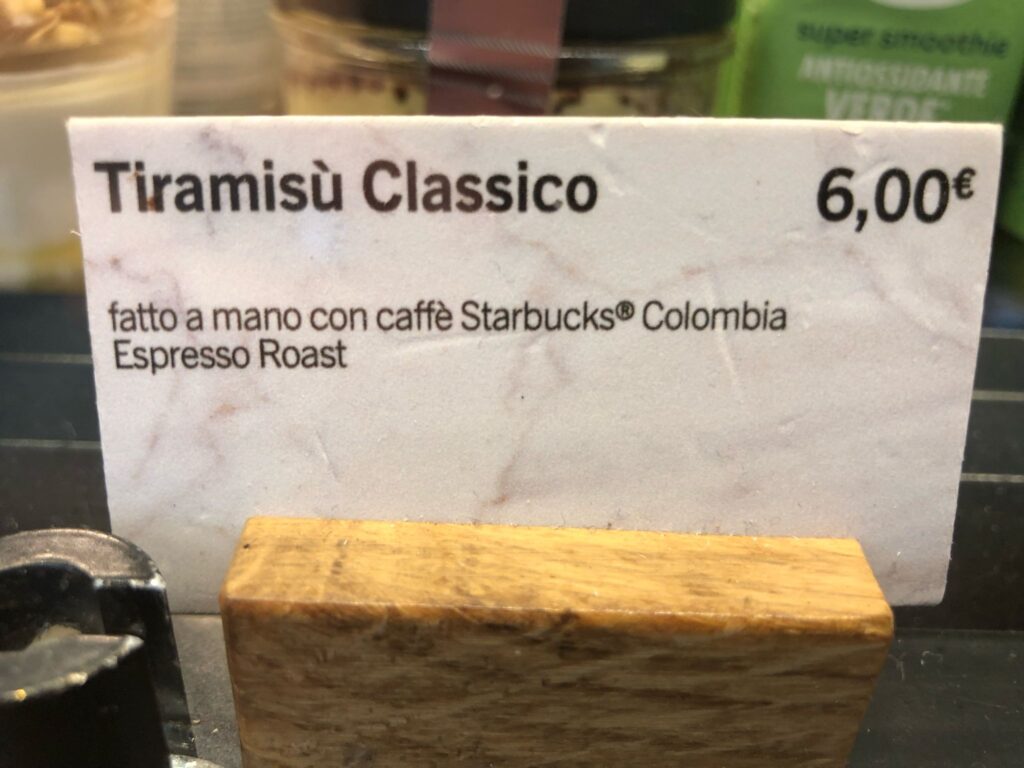 super smoothie
ANTIOSSIDANTE
VERDE
Tiramisù Classico 6,00€
fatto a mano con caffè Starbucks® Colombia
Espresso Roast